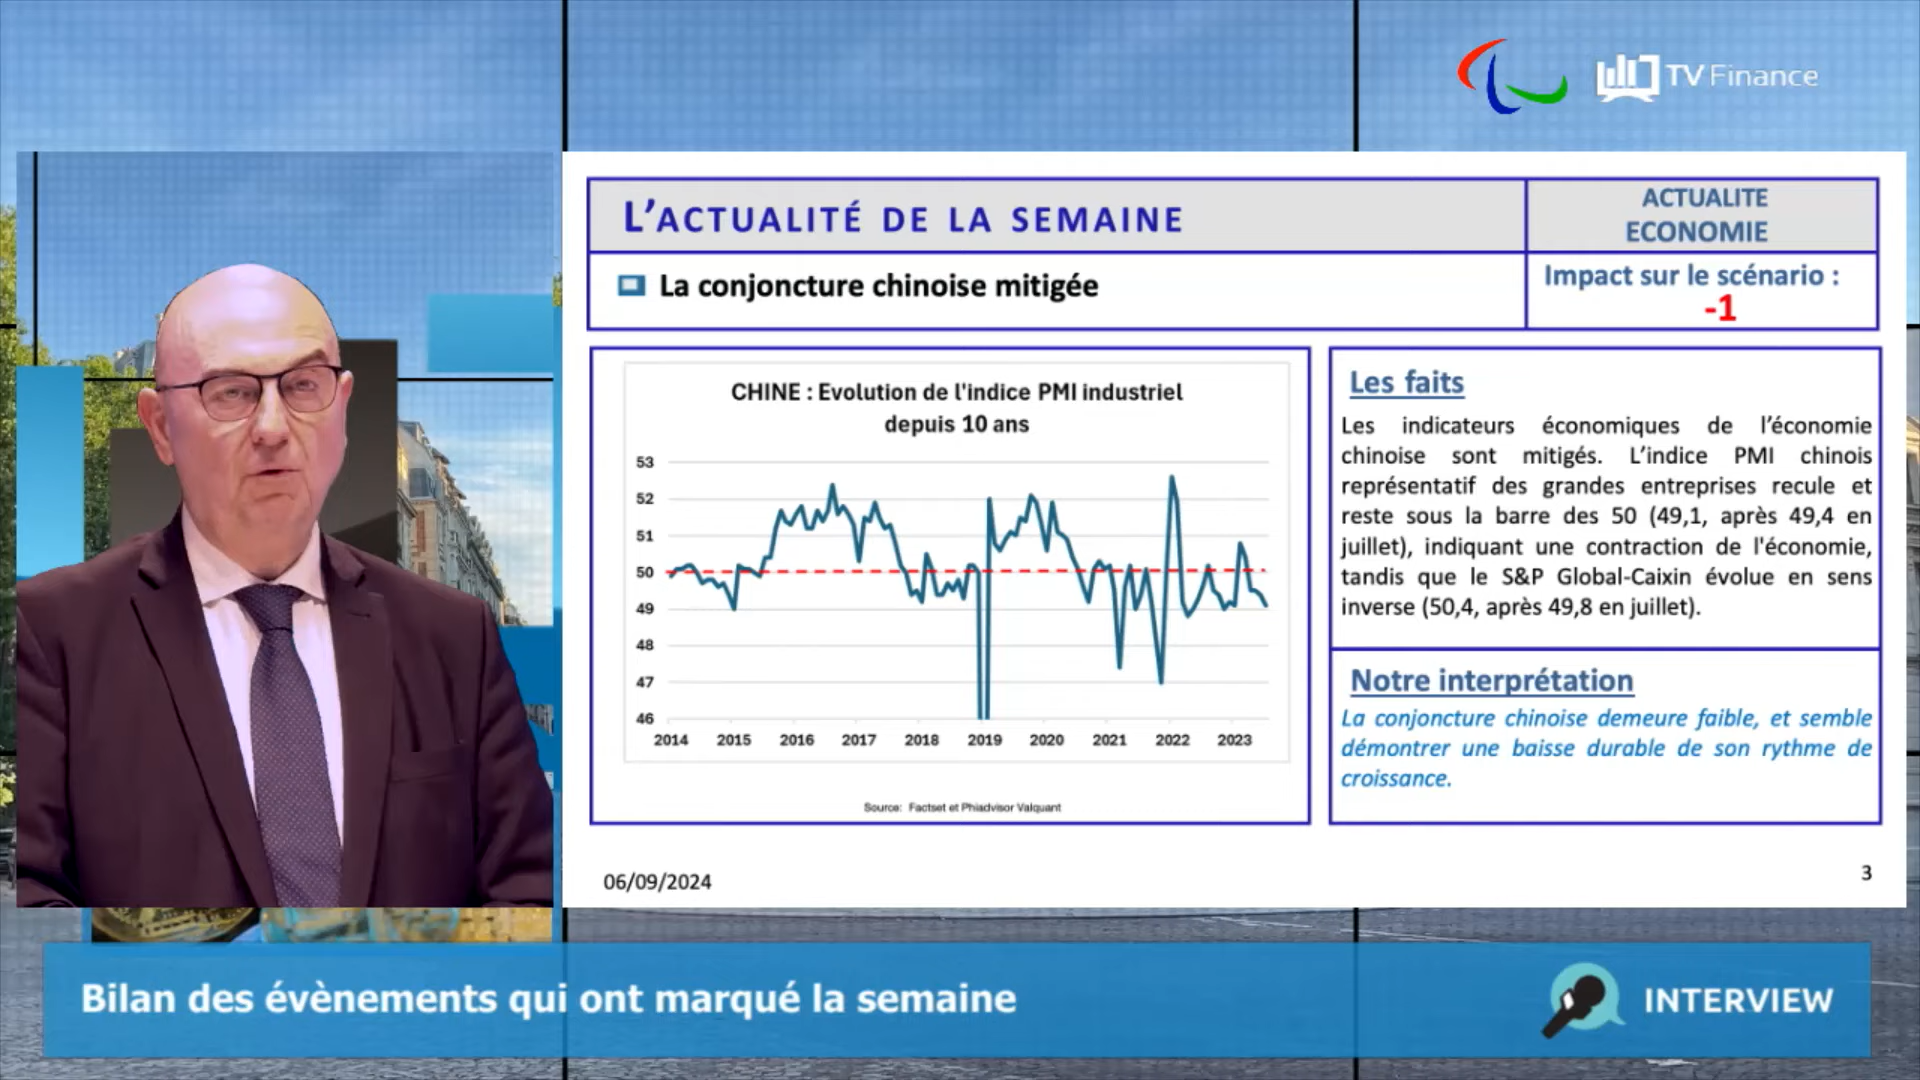 TV Finance
L'ACTUALITÉ DE LA SEMAINE
ACTUALITE
ECONOMIE
La conjoncture chinoise mitigée
Impact sur le scénario :
-1
CHINE : Evolution de l'indice PMI industriel
depuis 10 ans
53
52
51
50
49
48
47
46
2014 2015 2016 2017 2018 2019 2020 2021 2022 2023
Source: Factset et Phiadvisor Valquant
Les faits
Les indicateurs économiques de l’économie
chinoise sont mitigés. L’indice PMI chinois
représentatif des grandes entreprises recule et
reste sous la barre des 50 (49,1, après 49,4 en
juillet), indiquant une contraction de l'économie,
tandis que le S&P Global-Caixin évolue en sens
inverse (50,4, après 49,8 en juillet).
Notre interprétation
La conjoncture chinoise demeure faible, et semble
démontrer une baisse durable de son rythme de
croissance.
06/09/2024
3
Bilan des évènements qui ont marqué la semaine
INTERVIEW